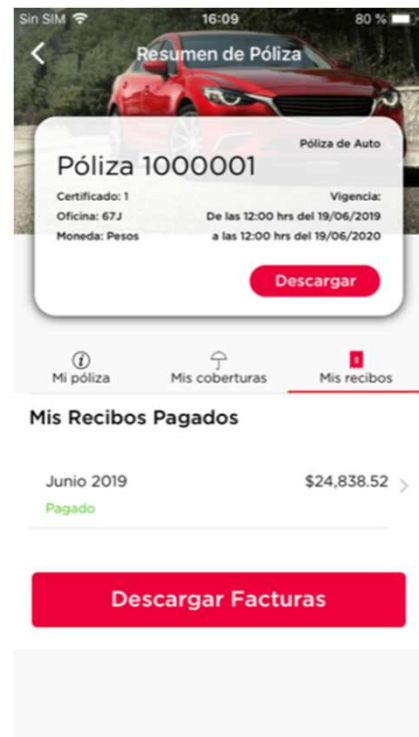 Sin SIM 16:09 80 %
Resumen de Póliza
Póliza de Auto
Póliza 1000001
Certificado: 1 Vigencia:
Oficina: 67J De las 12:00 hrs del 19/06/2019
Moneda: Pesos a las 12:00 hrs del 19/06/2020
Descargar
Mi póliza Mis coberturas Mis recibos
Mis Recibos Pagados
Junio 2019 $24,838.52
Pagado
Descargar Facturas